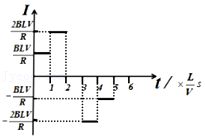 I
2BLV
R
BLV
R
1 2 3 4 5 6
t / ×L/V s
-BLV
R
-2BLV
R